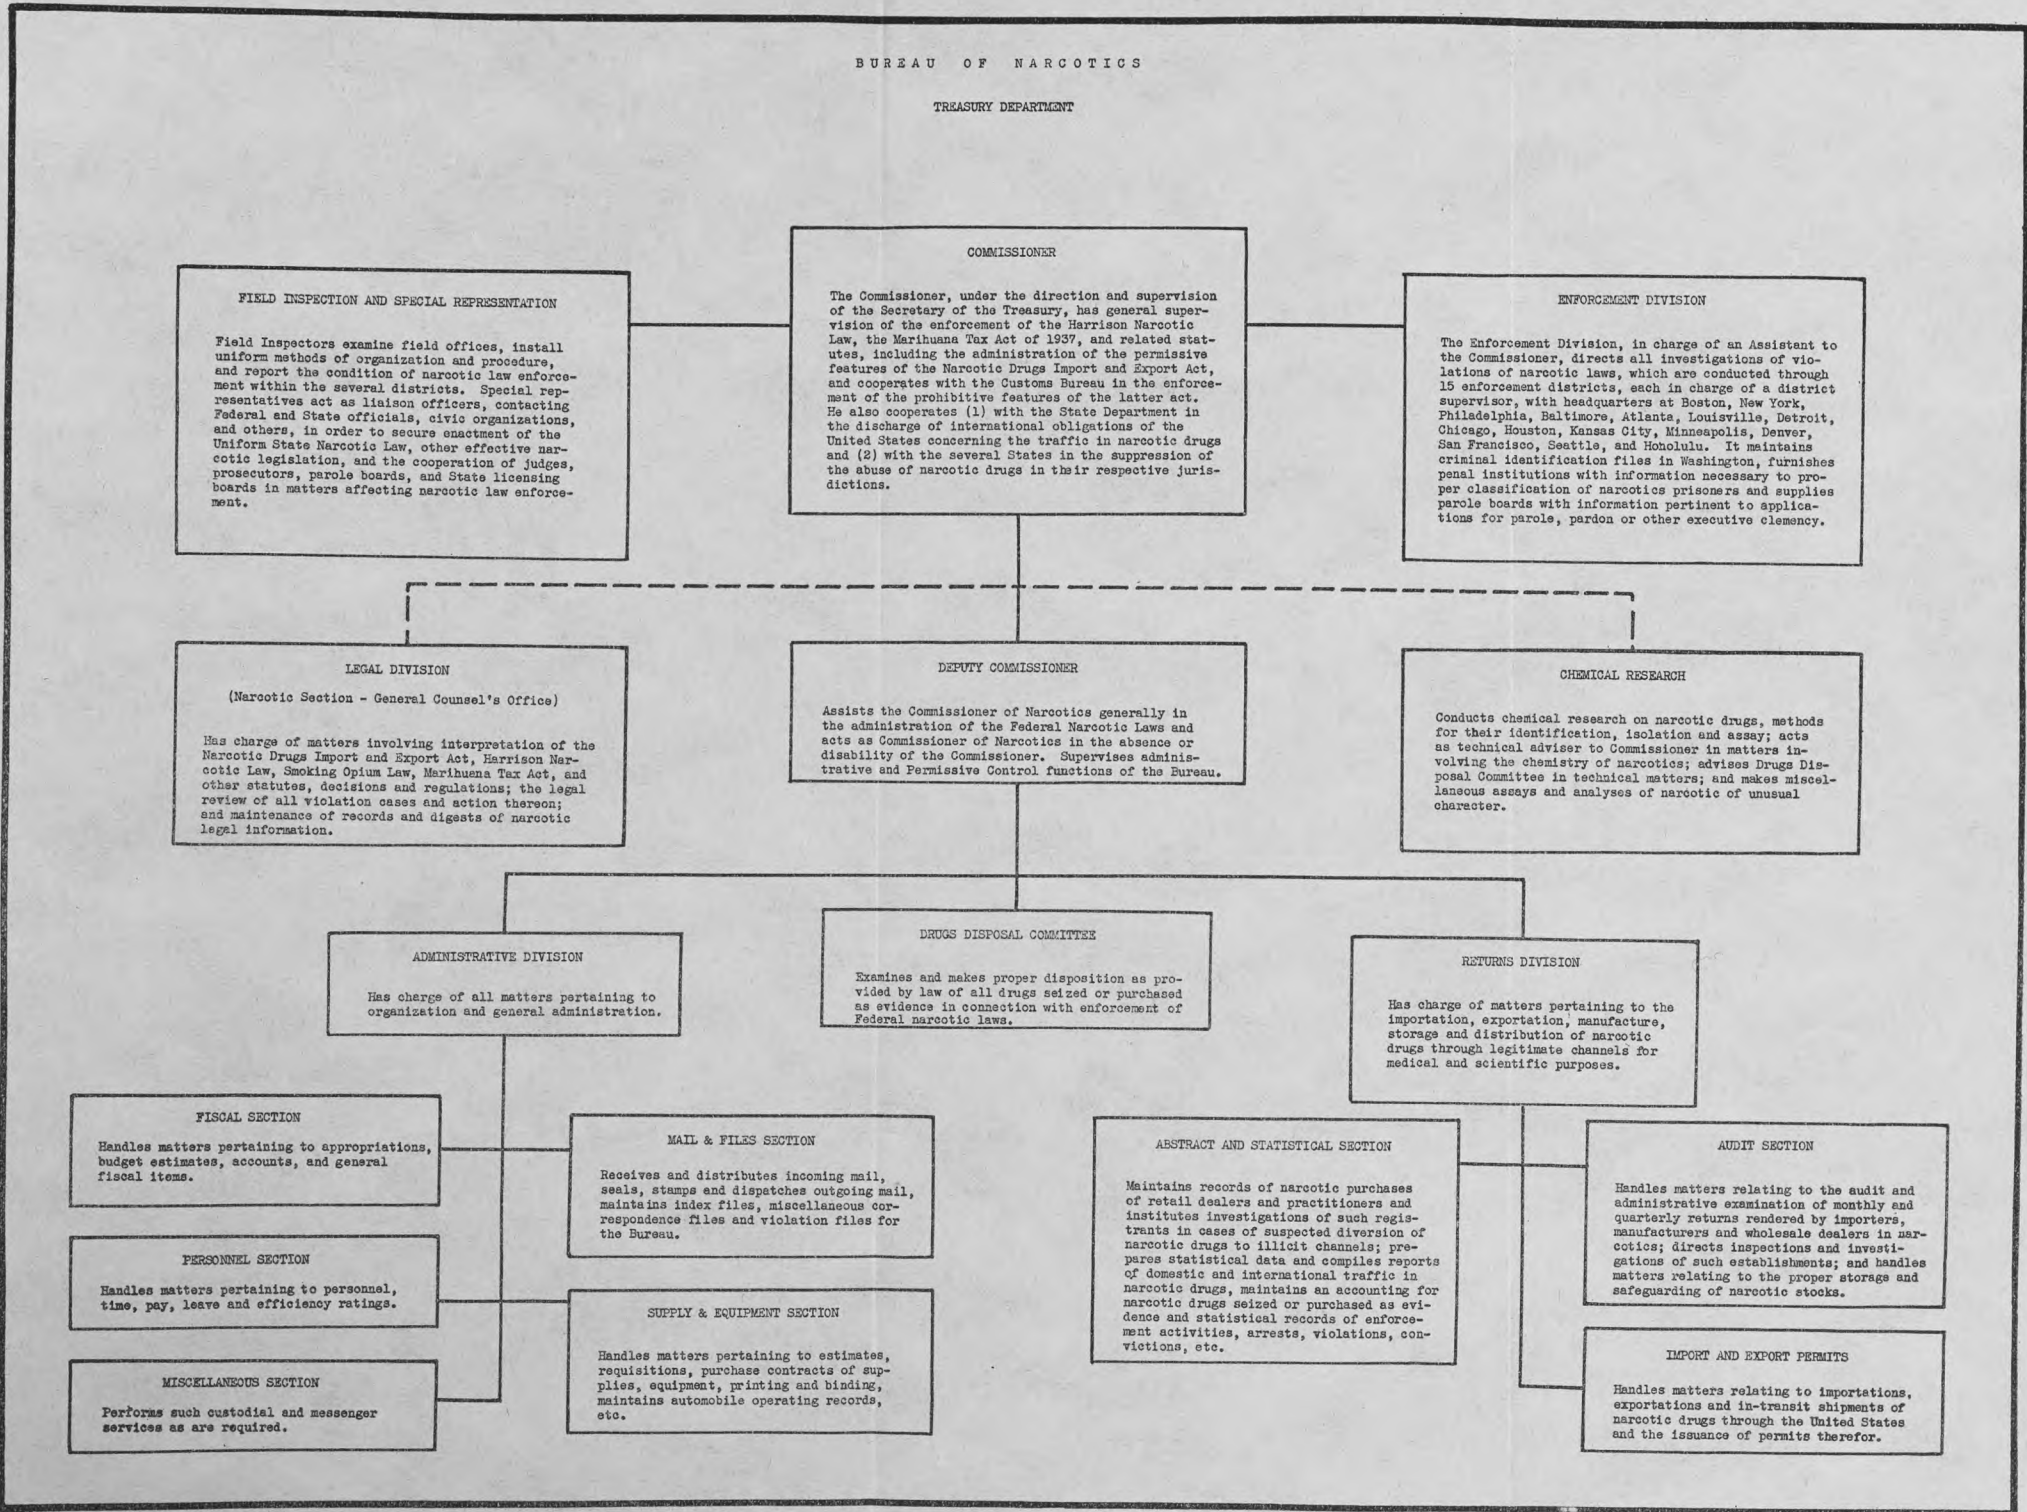 BUREAU OF NARCOTICS
TREASURY DEPARTMENT
COMMISSIONER
The Commissioner, under the direction and supervision
of the Secretary of the Treasury, has general super-
vision of the enforcement of the Harrison Narcotic
Law, the Marihuana Tax Act of 1937, and related stat-
utes, including the administration of the permissive
features of the Narcotic Drugs Import and Export Act,
and cooperates with the Customs Bureau in the enforce-
ment of the prohibitive features of the latter act.
He also cooperates (1) with the State Department in
the discharge of international obligations of the
United States concerning the traffic in narcotic drugs
and (2) with the several States in the suppression of
the abuse of narcotic drugs in their respective juris-
dictions.
FIELD INSPECTION AND SPECIAL REPRESENTATION
Field Inspectors examine field offices, install
uniform methods of organization and procedure,
and report the condition of narcotic law enforce-
ment within the several districts. Special rep-
resentatives act as liaison officers, contacting
Federal and State officials, civic organizations,
and others, in order to secure enactment of the
Uniform State Narcotic Law, other effective nar-
cotic legislation, and the cooperation of judges,
prosecutors, parole boards, and State licensing
boards in matters affecting narcotic law enforce-
ment.
ENFORCEMENT DIVISION
The Enforcement Division, in charge of an Assistant to
the Commissioner, directs all investigations of vio-
lations of narcotic laws, which are conducted through
15 enforcement districts, each in charge of a district
supervisor, with headquarters at Boston, New York,
Philadelphia, Baltimore, Atlanta, Louisville, Detroit,
Chicago, Houston, Kansas City, Minneapolis, Denver,
San Francisco, Seattle, and Honolulu. It maintains
criminal identification files in Washington, furnishes
penal institutions with information necessary to pro-
per classification of narcotics prisoners and supplies
parole boards with information pertinent to applica-
tions for parole, pardon or other executive clemency.
LEGAL DIVISION
(Narcotic Section - General Counsel's Office)
Has charge of matters involving interpretation of the
Narcotic Drugs Import and Export Act, Harrison Nar-
cotic Law, Smoking Opium Law, Marihuena Tax Act, and
other statutes, decisions and regulations; the legal
review of all violation cases and action thereon;
and maintenance of records and digests of narcotic
legal information.
DEPUTY COMMISSIONER
Assists the Commissioner of Narcotics generally in
the administration of the Federal Narcotic Laws and
acts as Commissioner of Narcotics in the absence or
disability of the Commissioner. Supervises adminis-
trative and Permissive Control functions of the Bureau.
CHEMICAL RESEARCH
Conducts chemical research on narcotic drugs, methods
for their identification, isolation and assay; acts
as technical adviser to Commissioner in matters in-
volving the chemistry of narcotics; advises Drugs Dis-
posal Committee in technical matters; and makes miscel-
laneous assays and analyses of narcotic of unusual
character.
ADMINISTRATIVE DIVISION
Has charge of all matters pertaining to
organization and general administration.
DRUGS DISPOSAL COMMITTEE
Examines and makes proper disposition as pro-
vided by law of all drugs seized or purchased
as evidence in connection with enforcement of
Federal narcotic laws.
RETURNS DIVISION
Has charge of matters pertaining to the
importation, exportation, manufacture,
storage and distribution of narcotic
drugs through legitimate channels for
medical and scientific purposes.
FISCAL SECTION
Handles matters pertaining to appropriations,
budget estimates, accounts, and general
fiscal items.
MAIL & FILES SECTION
Receives and distributes incoming mail,
seals, stamps and dispatches outgoing mail,
maintains index files, miscellaneous cor-
respondence files and violation files for
the Bureau.
PERSONNEL SECTION
Handles matters pertaining to personnel,
time, pay, leave and efficiency ratings.
SUPPLY & EQUIPMENT SECTION
Handles matters pertaining to estimates,
requisitions, purchase contracts of sup-
plies, equipment, printing and binding,
maintains automobile operating records,
etc.
MISCELLANEOUS SECTION
Performs such custodial and messenger
services as are required.
ABSTRACT AND STATISTICAL SECTION
Maintains records of narcotic purchases
of retail dealers and practitioners and
institutes investigations of such regis-
trants in cases of suspected diversion of
narcotic drugs to illicit channels; pre-
pares statistical data and compiles reports
of domestic and international traffic in
narcotic drugs, maintains an accounting for
narcotic drugs seized or purchased as evi-
dence and statistical records of enforce-
ment activities, arrests, violations, con-
victions, etc.
AUDIT SECTION
Handles matters relating to the audit and
administrative examination of monthly and
quarterly returns rendered by importers,
manufacturers and wholesale dealers in nar-
cotics; directs inspections and investi-
gations of such establishments; and handles
matters relating to the proper storage and
safeguarding of narcotic stocks.
IMPORT AND EXPORT PERMITS
Handles matters relating to importations,
exportations and in-transit shipments of
narcotic drugs through the United States
and the issuance of permits therefor.